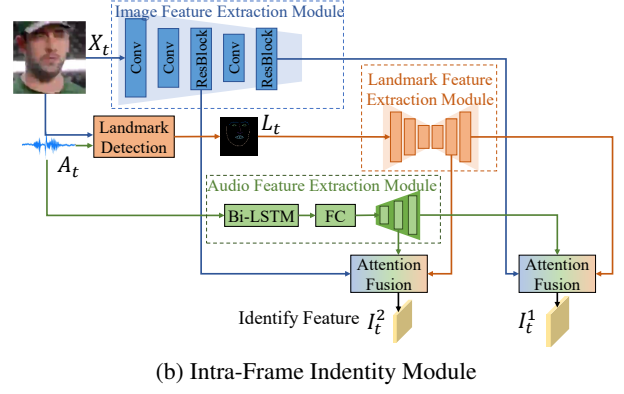 Image Feature Extraction Module
X_t
Conv
Conv
ResBlock
Conv
ResBlock
Landmark Feature
Extraction Module
Landmark
Detection
L_t
A_t
Audio Feature Extraction Module
Bi-LSTM
FC
Attention
Fusion
Attention
Fusion
Identify Feature I_t^2
I_t^1
(b) Intra-Frame Indentity Module